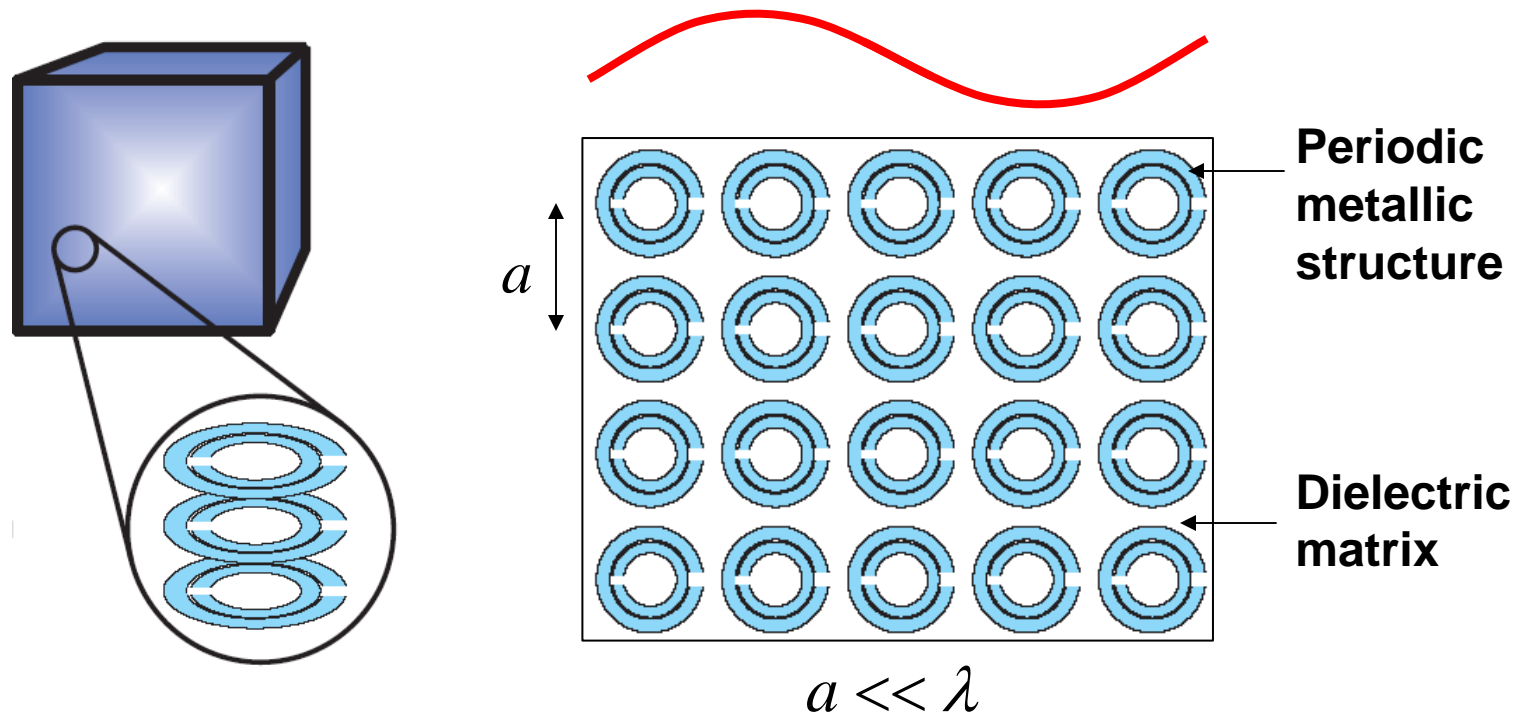 Periodic
metallic
structure
a
Dielectric
matrix
a << λ